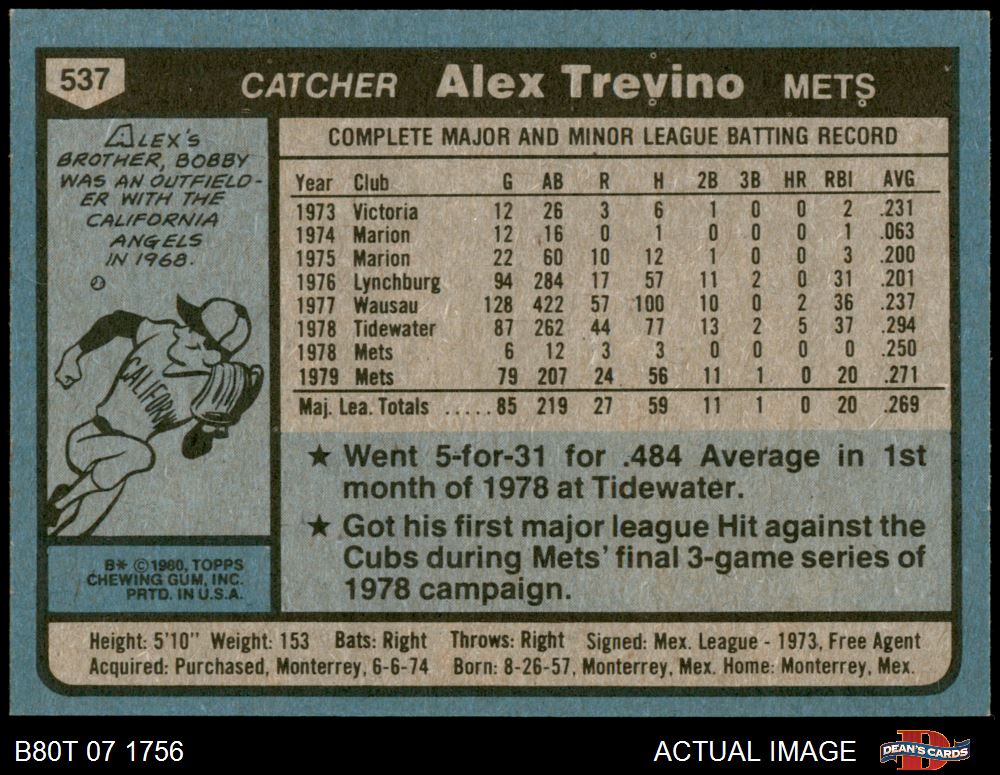 537
CATCHER Alex Trevino METS
ALEX'S
BROTHER, BOBBY
WAS AN OUTFIELD-
ER WITH THE
CALIFORNIA
ANGELS
IN 1968.
CALIFORN
B* © 1980, TOPPS
CHEWING GUM, INC.
PRTD. IN U.S.A.
COMPLETE MAJOR AND MINOR LEAGUE BATTING RECORD
Year Club G AB R H 2B 3B HR RBI AVG
1973 Victoria 12 26 3 6 1 0 0 2 .231
1974 Marion 12 16 0 1 0 0 0 1 .063
1975 Marion 22 60 10 12 1 0 0 3 .200
1976 Lynchburg 94 284 17 57 11 2 0 31 .201
1977 Wausau 128 422 57 100 10 0 2 36 .237
1978 Tidewater 87 262 44 77 13 2 5 37 .294
1978 Mets 6 12 3 3 0 0 0 0 .250
1979 Mets 79 207 24 56 11 1 0 20 .271
Maj. Lea. Totals ..... 85 219 27 59 11 1 0 20 .269
★ Went 5-for-31 for .484 Average in 1st
month of 1978 at Tidewater.
★ Got his first major league Hit against the
Cubs during Mets' final 3-game series of
1978 campaign.
Height: 5'10" Weight: 153 Bats: Right Throws: Right Signed: Mex. League - 1973, Free Agent
Acquired: Purchased, Monterrey, 6-6-74 Born: 8-26-57, Monterrey, Mex. Home: Monterrey, Mex.
B80T 07 1756 ACTUAL IMAGE DEAN'S CARDS